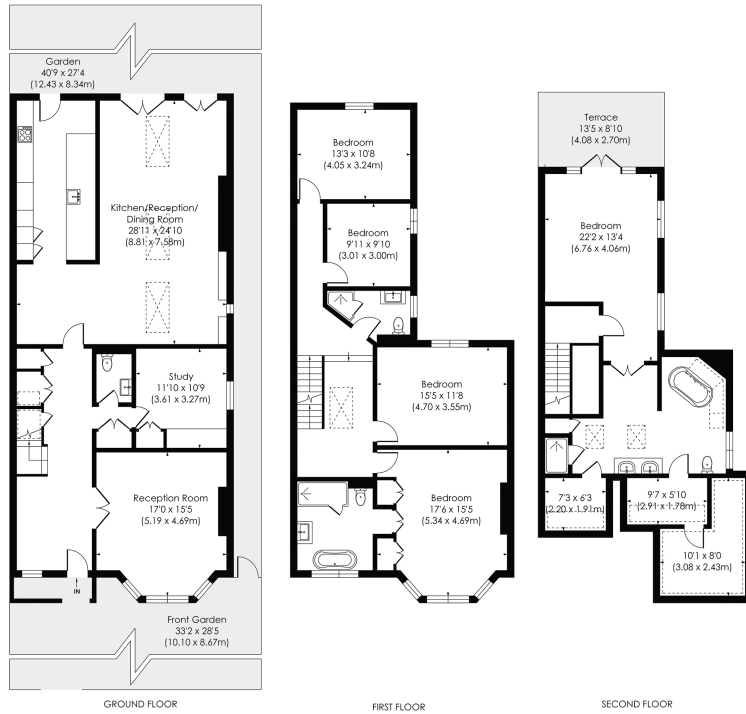 Garden
40'9 x 27'4
(12.43 x 8.34m)
Kitchen/Reception/
Dining Room
28'11 x 24'10
(8.81 x 7.58m)
Study
11'10 x 10'9
(3.61 x 3.27m)
Reception Room
17'0 x 15'5
(5.19 x 4.69m)
IN
Front Garden
33'2 x 28'5
(10.10 x 8.67m)
GROUND FLOOR
Bedroom
13'3 x 10'8
(4.05 x 3.24m)
Bedroom
9'11 x 9'10
(3.01 x 3.00m)
Bedroom
15'5 x 11'8
(4.70 x 3.55m)
Bedroom
17'6 x 15'5
(5.34 x 4.69m)
FIRST FLOOR
Terrace
13'5 x 8'10
(4.08 x 2.70m)
Bedroom
22'2 x 13'4
(6.76 x 4.06m)
7'3 x 6'3
(2.20 x 1.91m)
9'7 x 5'10
(2.91 x 1.78m)
10'1 x 8'0
(3.08 x 2.43m)
SECOND FLOOR